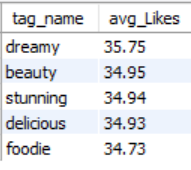 tag_name avg_Likes
dreamy 35.75
beauty 34.95
stunning 34.94
delicious 34.93
foodie 34.73